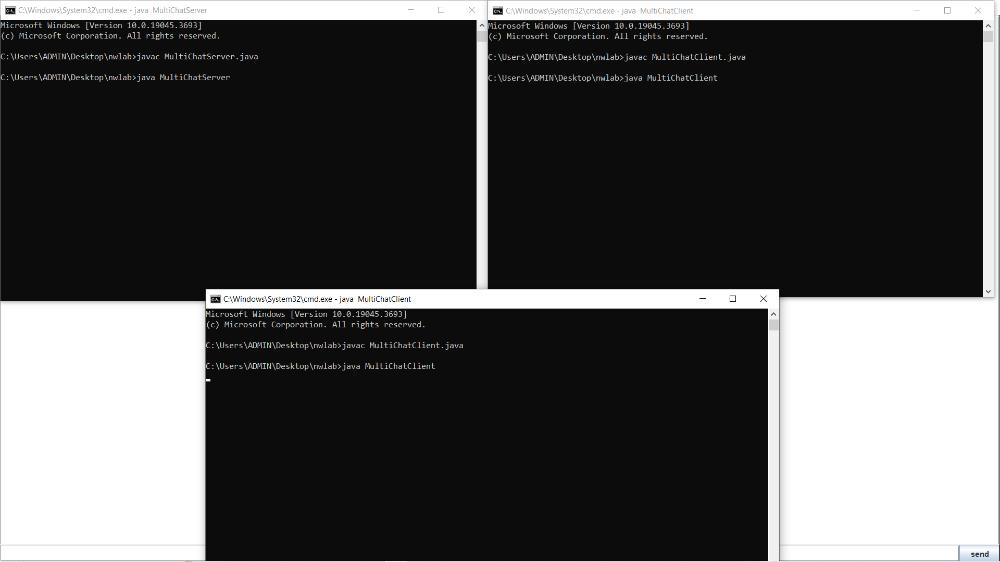 C:\Windows\System32\cmd.exe - java  MultiChatServer
Microsoft Windows [Version 10.0.19045.3693]
(c) Microsoft Corporation. All rights reserved.
C:\Users\ADMIN\Desktop\nwlab>javac MultiChatServer.java
C:\Users\ADMIN\Desktop\nwlab>java MultiChatServer
C:\Windows\System32\cmd.exe - java  MultiChatClient
Microsoft Windows [Version 10.0.19045.3693]
(c) Microsoft Corporation. All rights reserved.
C:\Users\ADMIN\Desktop\nwlab>javac MultiChatClient.java
C:\Users\ADMIN\Desktop\nwlab>java MultiChatClient
C:\Windows\System32\cmd.exe - java  MultiChatClient
Microsoft Windows [Version 10.0.19045.3693]
(c) Microsoft Corporation. All rights reserved.
C:\Users\ADMIN\Desktop\nwlab>javac MultiChatClient.java
C:\Users\ADMIN\Desktop\nwlab>java MultiChatClient
send